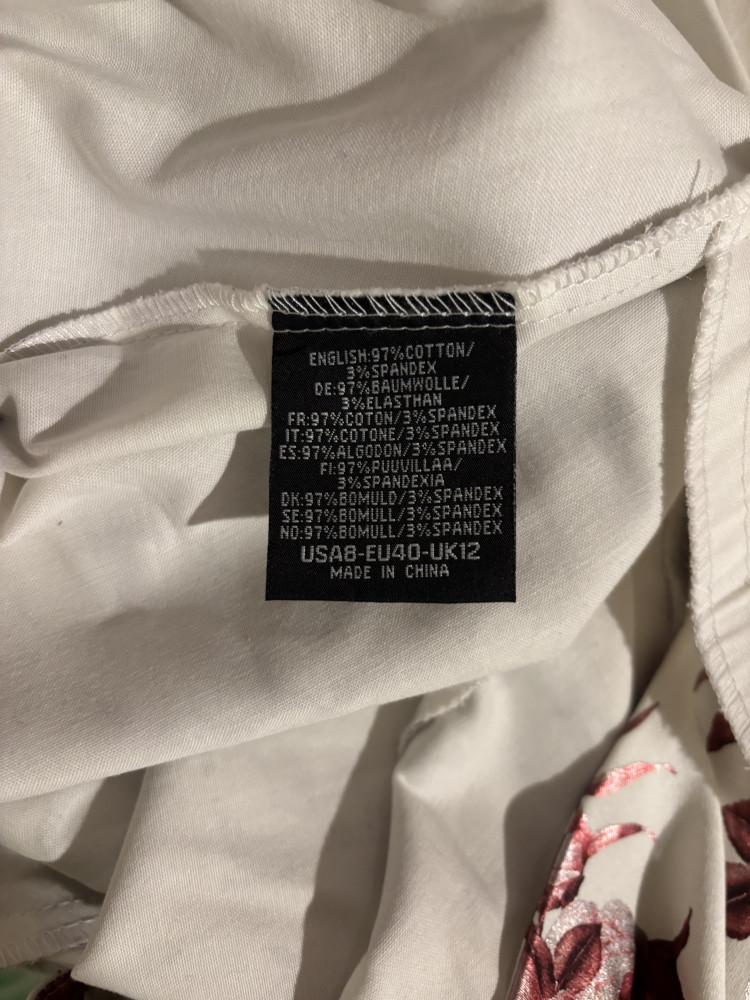 ENGLISH:97%COTTON/
3%SPANDEX
DE:97%BAUMWOLLE/
3%ELASTHAN
FR:97%COTON/3%SPANDEX
IT:97%COTONE/3%SPANDEX
ES:97%ALGODON/3%SPANDEX
FI:97%PUUVILLAA/
3%SPANDEXIA
DK:97%BOMULD/3%SPANDEX
SE:97%BOMULL/3%SPANDEX
NO:97%BOMULL/3%SPANDEX
USA8-EU40-UK12
MADE IN CHINA